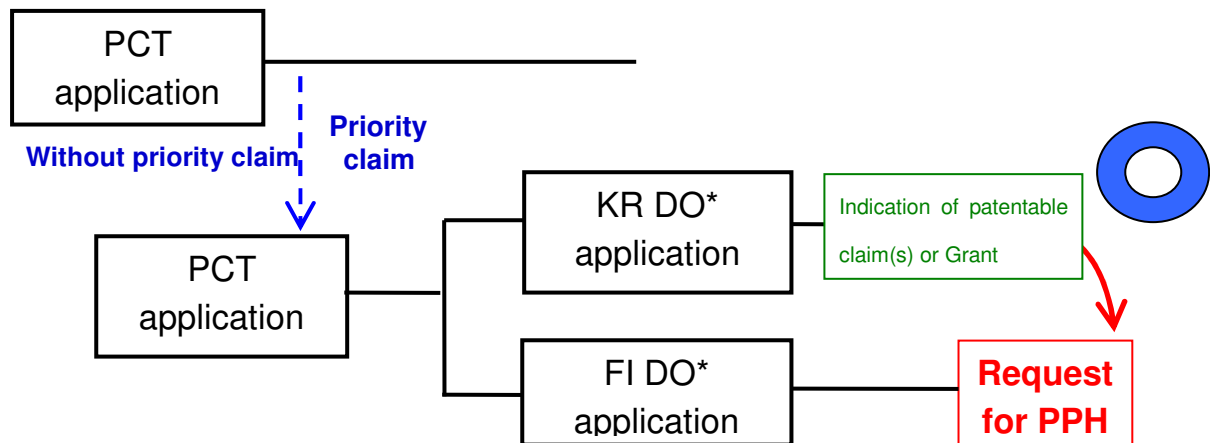 PCT
application
Priority
claim
Without priority claim
KR DO*
application
Indication of patentable
claim(s) or Grant
PCT
application
FI DO*
application
Request
for PPH